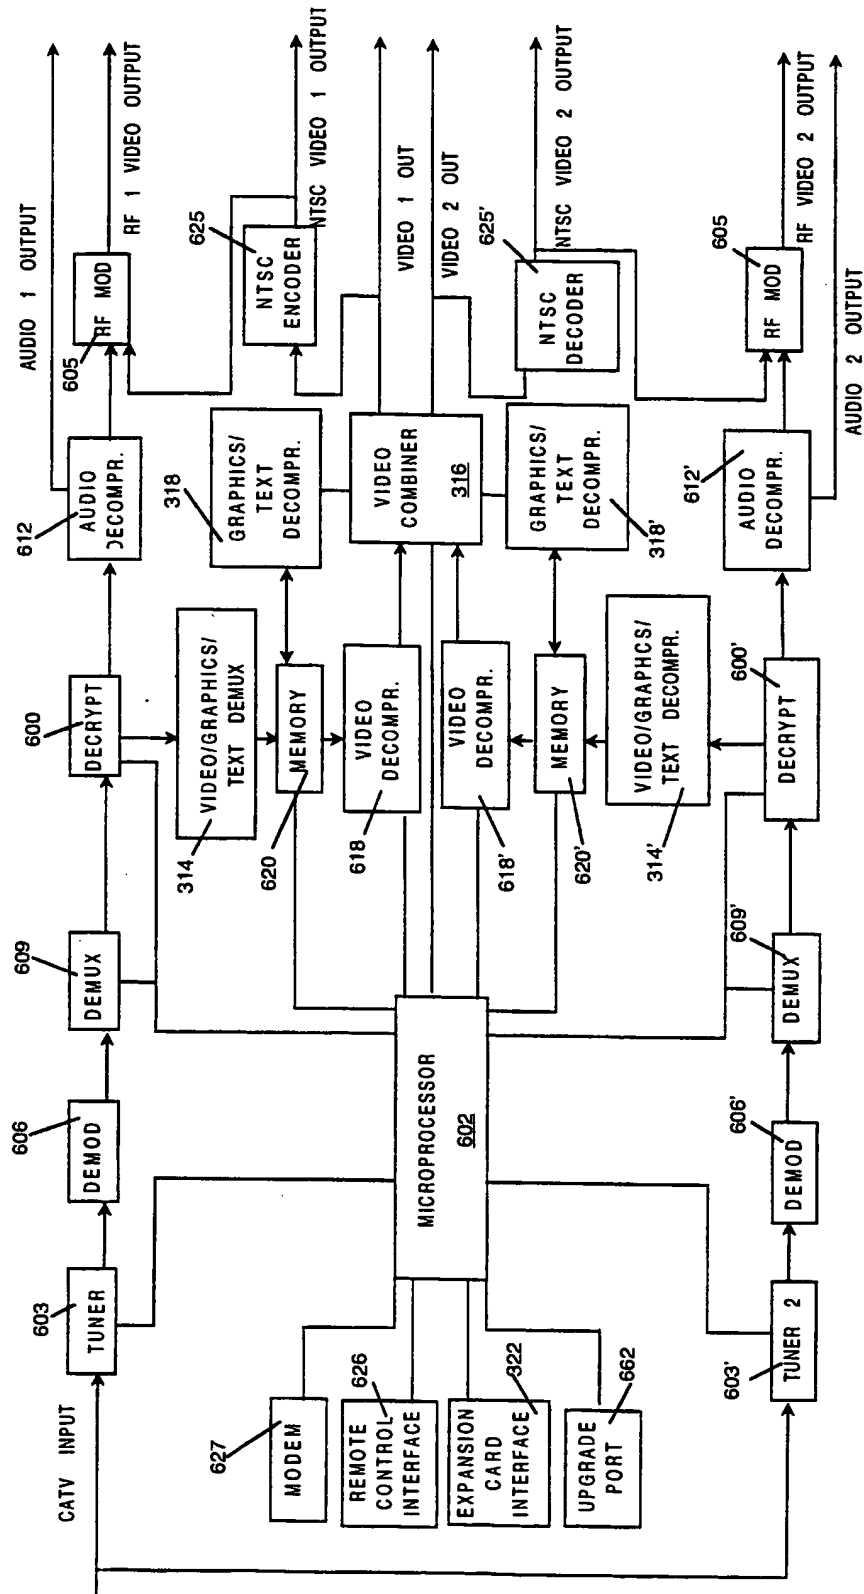 CATV INPUT
603
TUNER
606
DEMOD
609
DEMUX
600
DECRYPT
612
AUDIO
DECOMPR.
605
RF MOD
AUDIO 1 OUTPUT
RF 1 VIDEO OUTPUT
314
VIDEO/GRAPHICS/
TEXT DEMUX
318
GRAPHICS/
TEXT
DECOMPR.
625
NTSC
ENCODER
NTSC VIDEO 1 OUTPUT
620
MEMORY
618
VIDEO
DECOMPR.
VIDEO
COMBINER
316
VIDEO 1 OUT
VIDEO 2 OUT
627
MODEM
626
REMOTE
CONTROL
INTERFACE
322
EXPANSION
CARD
INTERFACE
662
UPGRADE
PORT
MICROPROCESSOR
602
VIDEO
DECOMPR.
618'
MEMORY
620'
GRAPHICS/
TEXT
DECOMPR.
318'
625'
NTSC
DECODER
NTSC VIDEO 2 OUTPUT
VIDEO/GRAPHCS/
TEXT DECOMPR.
314'
603'
TUNER 2
606'
DEMOD
609'
DEMUX
600'
DECRYPT
612'
AUDIO
DECOMPR.
605
RF MOD
RF VIDEO 2 OUTPUT
AUDIO 2 OUTPUT